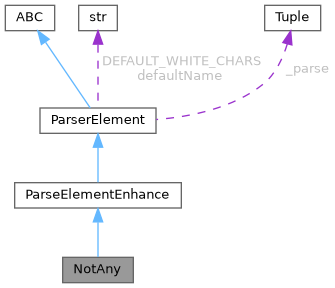 ABC
str
Tuple
DEFAULT_WHITE_CHARS
defaultName
_parse
ParserElement
ParseElementEnhance
NotAny